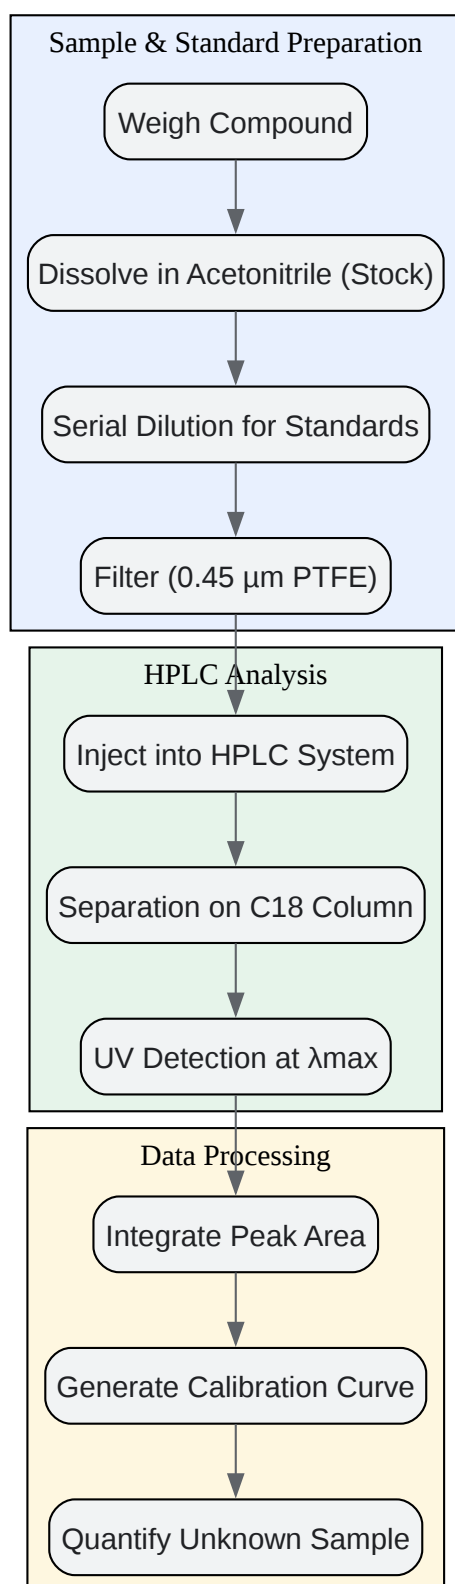 Sample & Standard Preparation
Weigh Compound
Dissolve in Acetonitrile (Stock)
Serial Dilution for Standards
Filter (0.45 µm PTFE)
HPLC Analysis
Inject into HPLC System
Separation on C18 Column
UV Detection at λmax
Data Processing
Integrate Peak Area
Generate Calibration Curve
Quantify Unknown Sample